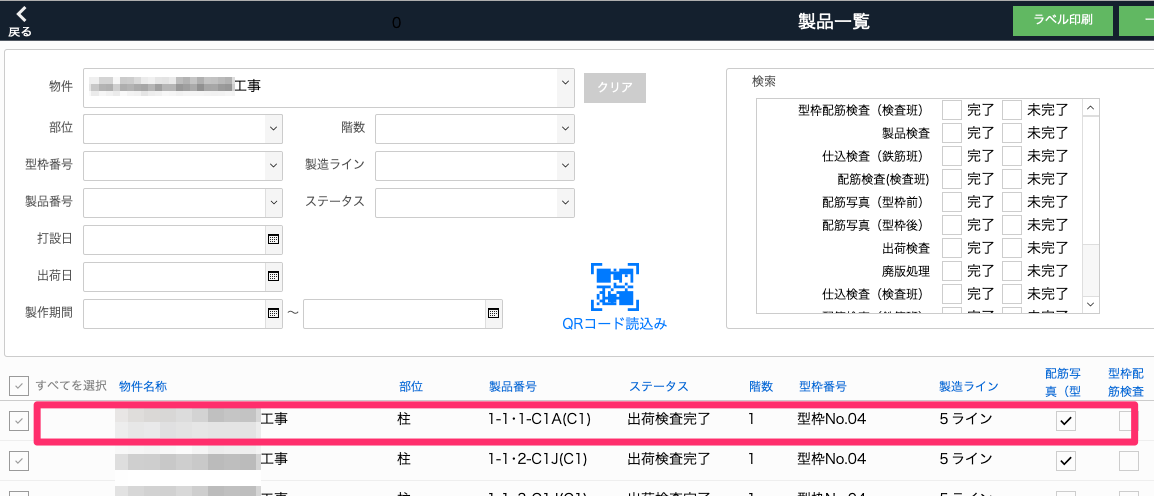 戻る
0
製品一覧
ラベル印刷
物件
工事
クリア
部位
階数
型枠番号
製造ライン
製品番号
ステータス
打設日
出荷日
製作期間
～
QRコード読込み
検索
型枠配筋検査（検査班） 完了 未完了
製品検査 完了 未完了
仕込検査（鉄筋班） 完了 未完了
配筋検査(検査班) 完了 未完了
配筋写真（型枠前） 完了 未完了
配筋写真（型枠後） 完了 未完了
出荷検査 完了 未完了
廃版処理 完了 未完了
仕込検査（検査班） 完了 未完了
すべてを選択 物件名称 部位 製品番号 ステータス 階数 型枠番号 製造ライン
配筋写
真（型
型枠配
筋検査
工事 柱 1-1･1-C1A(C1) 出荷検査完了 1 型枠No.04 5ライン
工事 柱 1-1･2-C1J(C1) 出荷検査完了 1 型枠No.04 5ライン